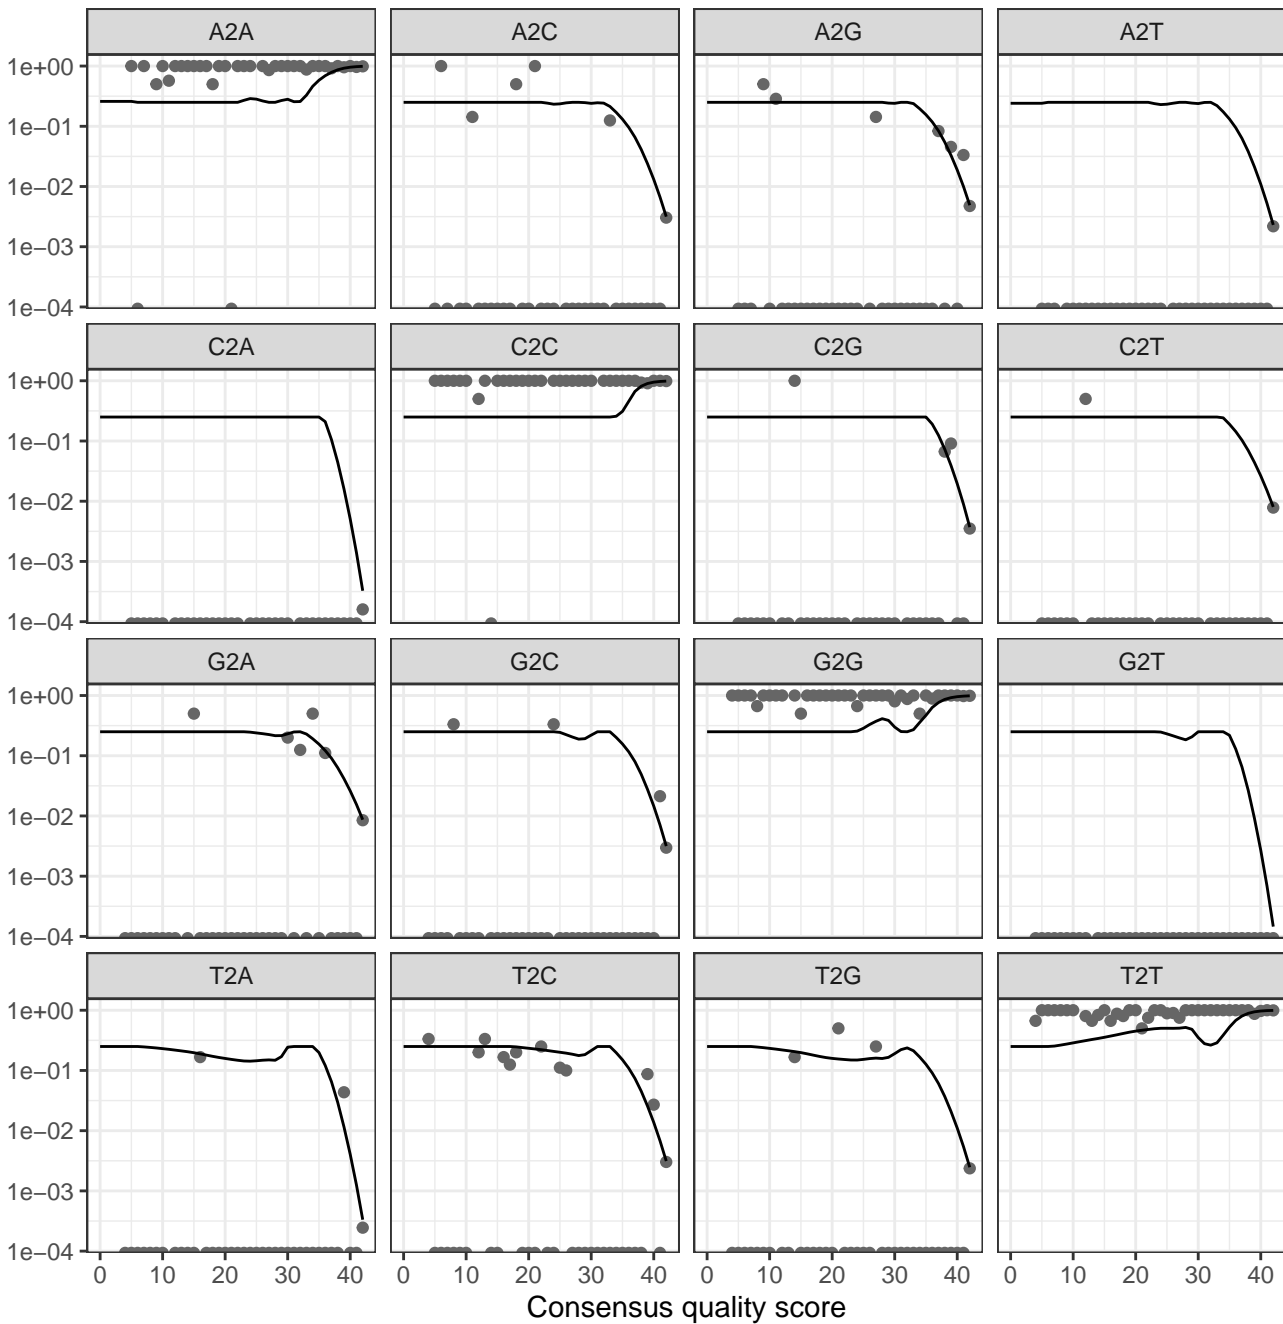 A2A A2C A2G A2T
1e+00
1e−01
1e−02
1e−03
1e−04
C2A C2C C2G C2T
1e+00
1e−01
1e−02
1e−03
1e−04
G2A G2C G2G G2T
1e+00
1e−01
1e−02
1e−03
1e−04
T2A T2C T2G T2T
1e+00
1e−01
1e−02
1e−03
1e−04
0 10 20 30 40 0 10 20 30 40 0 10 20 30 40 0 10 20 30 40
Consensus quality score